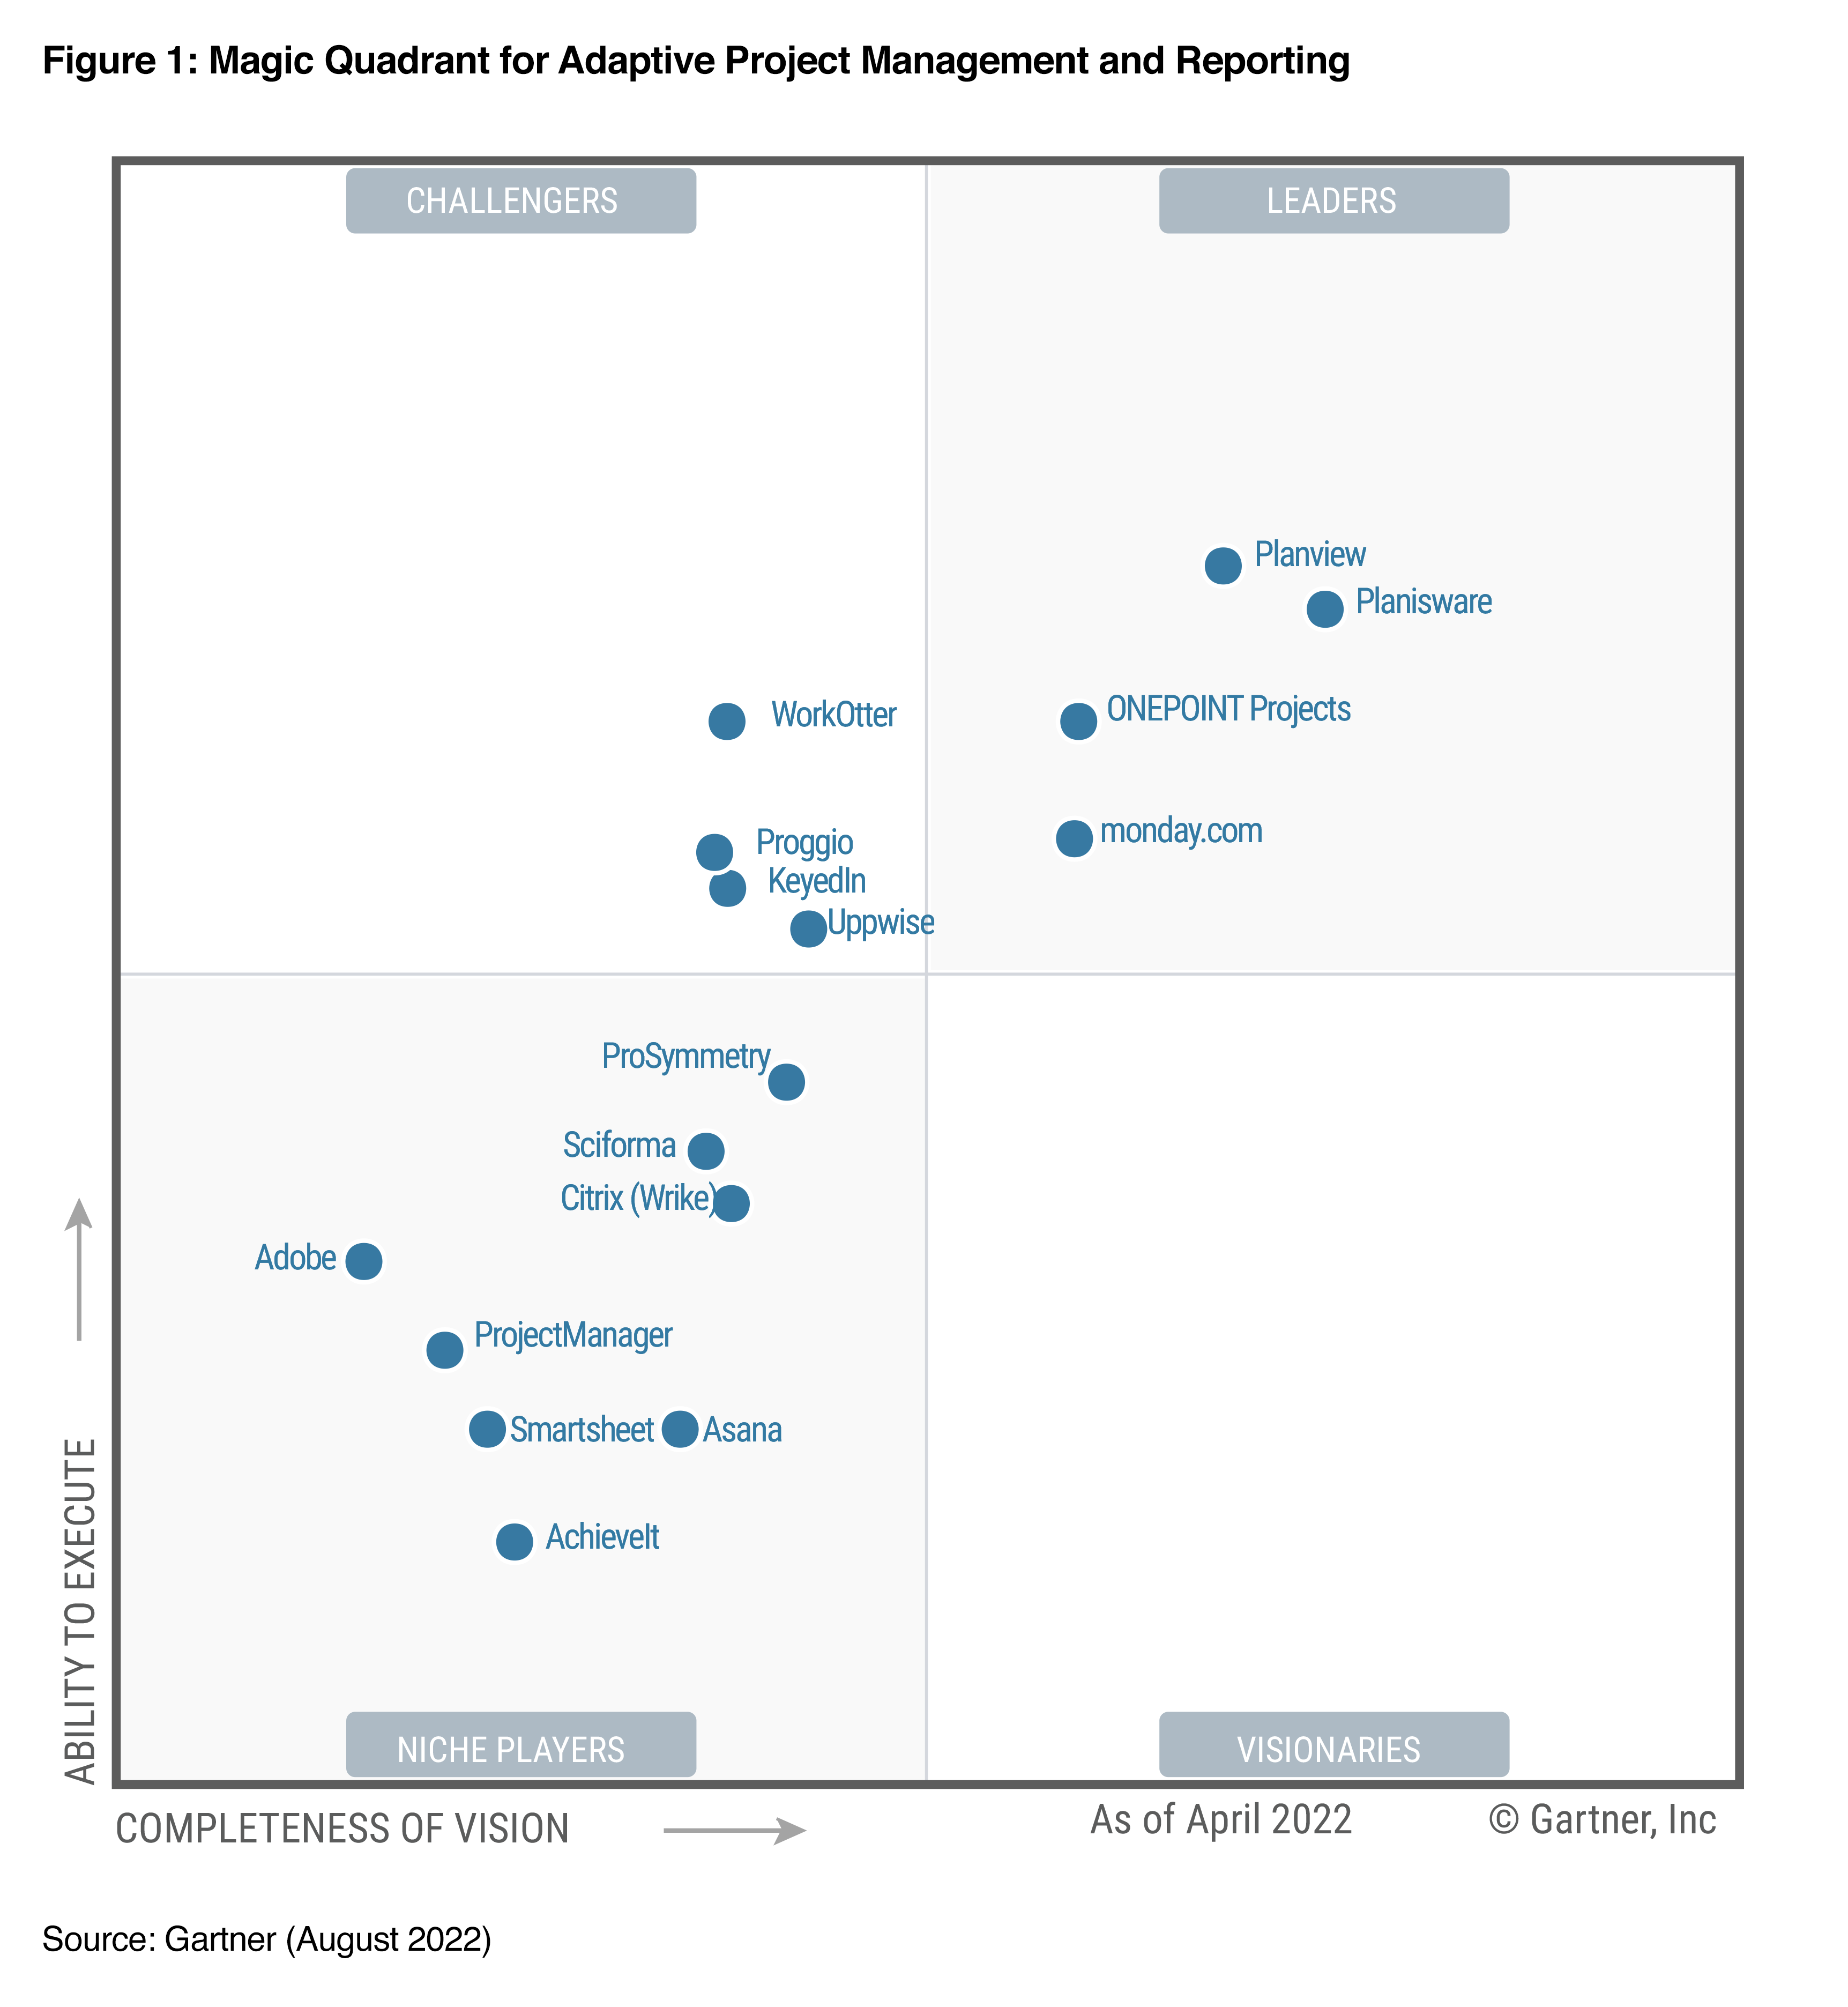 Figure 1: Magic Quadrant for Adaptive Project Management and Reporting
CHALLENGERS
LEADERS
Planview
Planisware
ONEPOINT Projects
WorkOtter
monday.com
Proggio
KeyedIn
Uppwise
ProSymmetry
Sciforma
Citrix (Wrike)
Adobe
ProjectManager
Smartsheet
Asana
AchieveIt
NICHE PLAYERS
VISIONARIES
ABILITY TO EXECUTE
COMPLETENESS OF VISION
As of April 2022
© Gartner, Inc
Source: Gartner (August 2022)